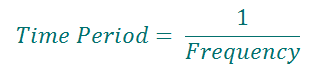 Time Period = 1 / Frequency